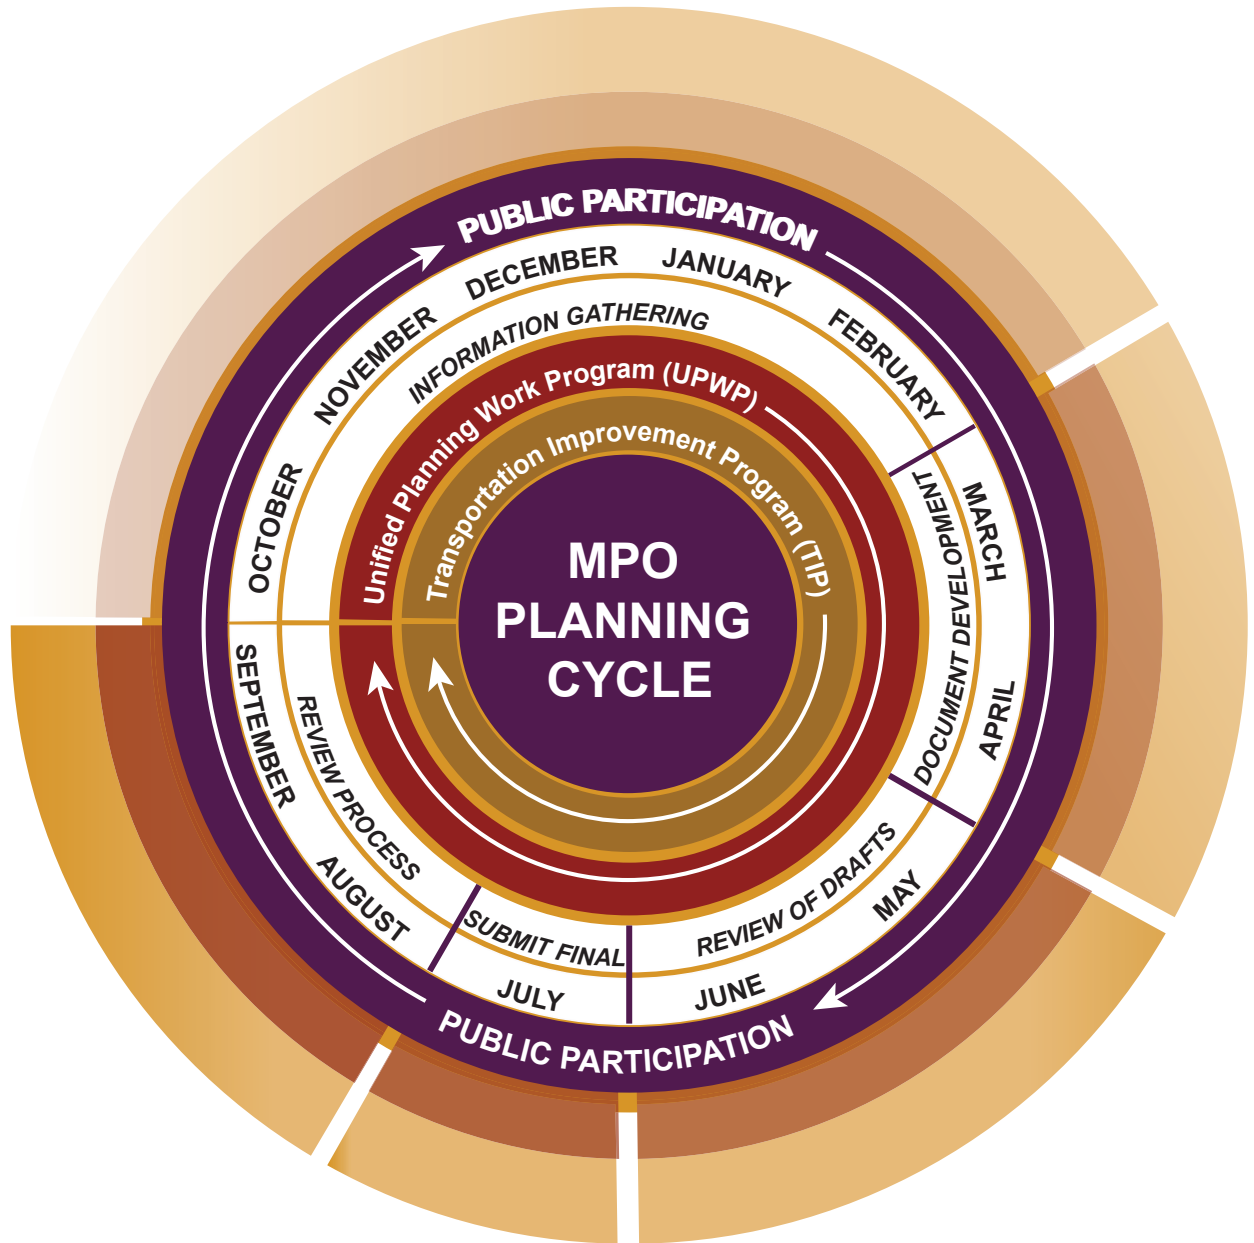 PUBLIC PARTICIPATION
JANUARY
FEBRUARY
MARCH
APRIL
MAY
JUNE
JULY
AUGUST
SEPTEMBER
OCTOBER
NOVEMBER
DECEMBER
INFORMATION GATHERING
DOCUMENT DEVELOPMENT
REVIEW OF DRAFTS
SUBMIT FINAL
REVIEW PROCESS
Unified Planning Work Program (UPWP)
Transportation Improvement Program (TIP)
MPO
PLANNING
CYCLE
PUBLIC PARTICIPATION